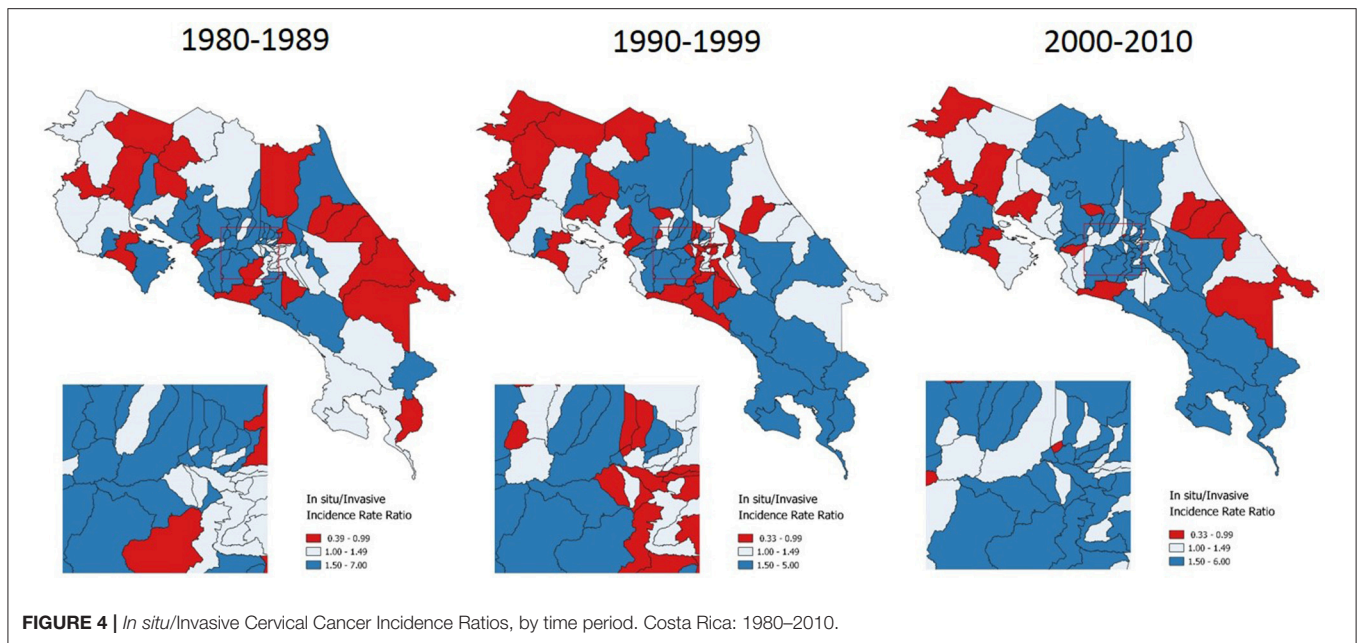 1980-1989
1990-1999
2000-2010
In situ/Invasive
Incidence Rate Ratio
0.39 - 0.99
1.00 - 1.49
1.50 - 7.00
In situ/Invasive
Incidence Rate Ratio
0.33 - 0.99
1.00 - 1.49
1.50 - 5.00
In situ/Invasive
Incidence Rate Ratio
0.33 - 0.99
1.00 - 1.49
1.50 - 6.00
FIGURE 4 | In situ/Invasive Cervical Cancer Incidence Ratios, by time period. Costa Rica: 1980–2010.